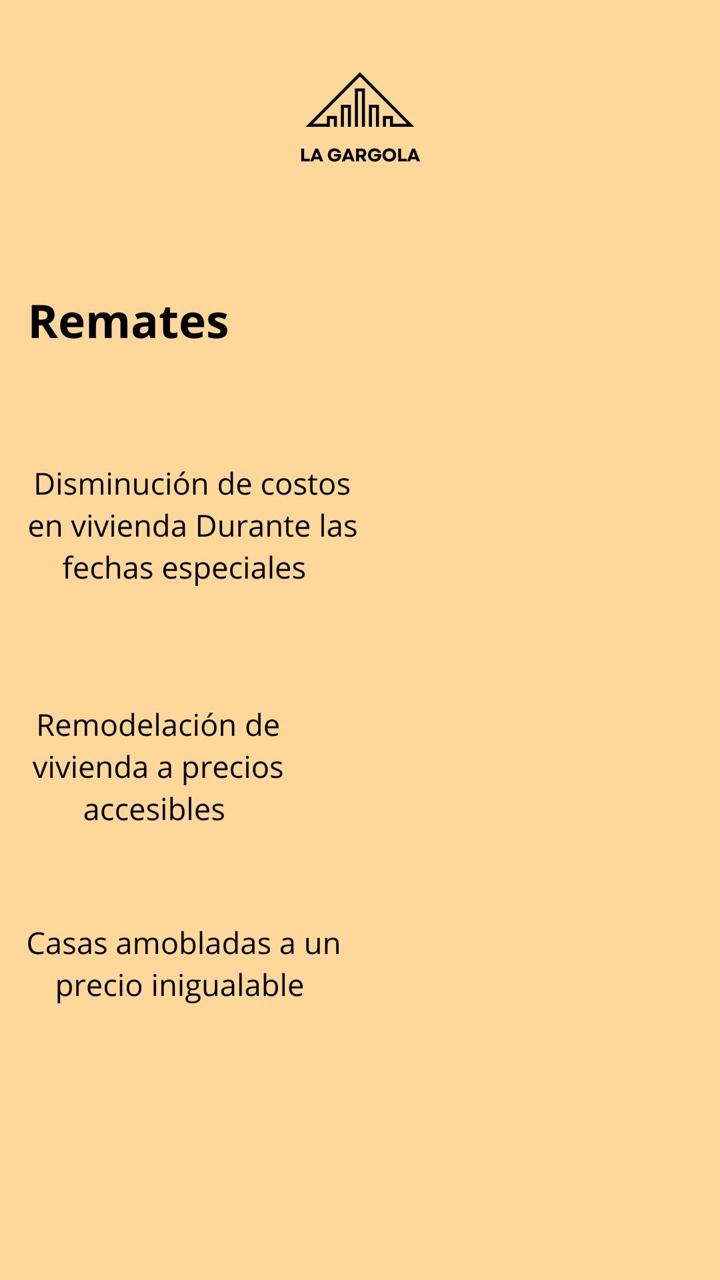 LA GARGOLA
Remates
Disminución de costos
en vivienda Durante las
fechas especiales
Remodelación de
vivienda a precios
accesibles
Casas amobladas a un
precio inigualable